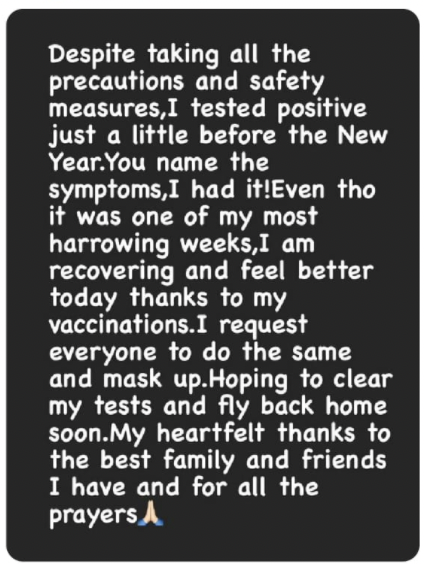 Despite taking all the
precautions and safety
measures,I tested positive
just a little before the New
Year.You name the
symptoms,I had it!Even tho
it was one of my most
harrowing weeks,I am
recovering and feel better
today thanks to my
vaccinations.I request
everyone to do the same
and mask up.Hoping to clear
my tests and fly back home
soon.My heartfelt thanks to
the best family and friends
I have and for all the
prayers🙏🏻